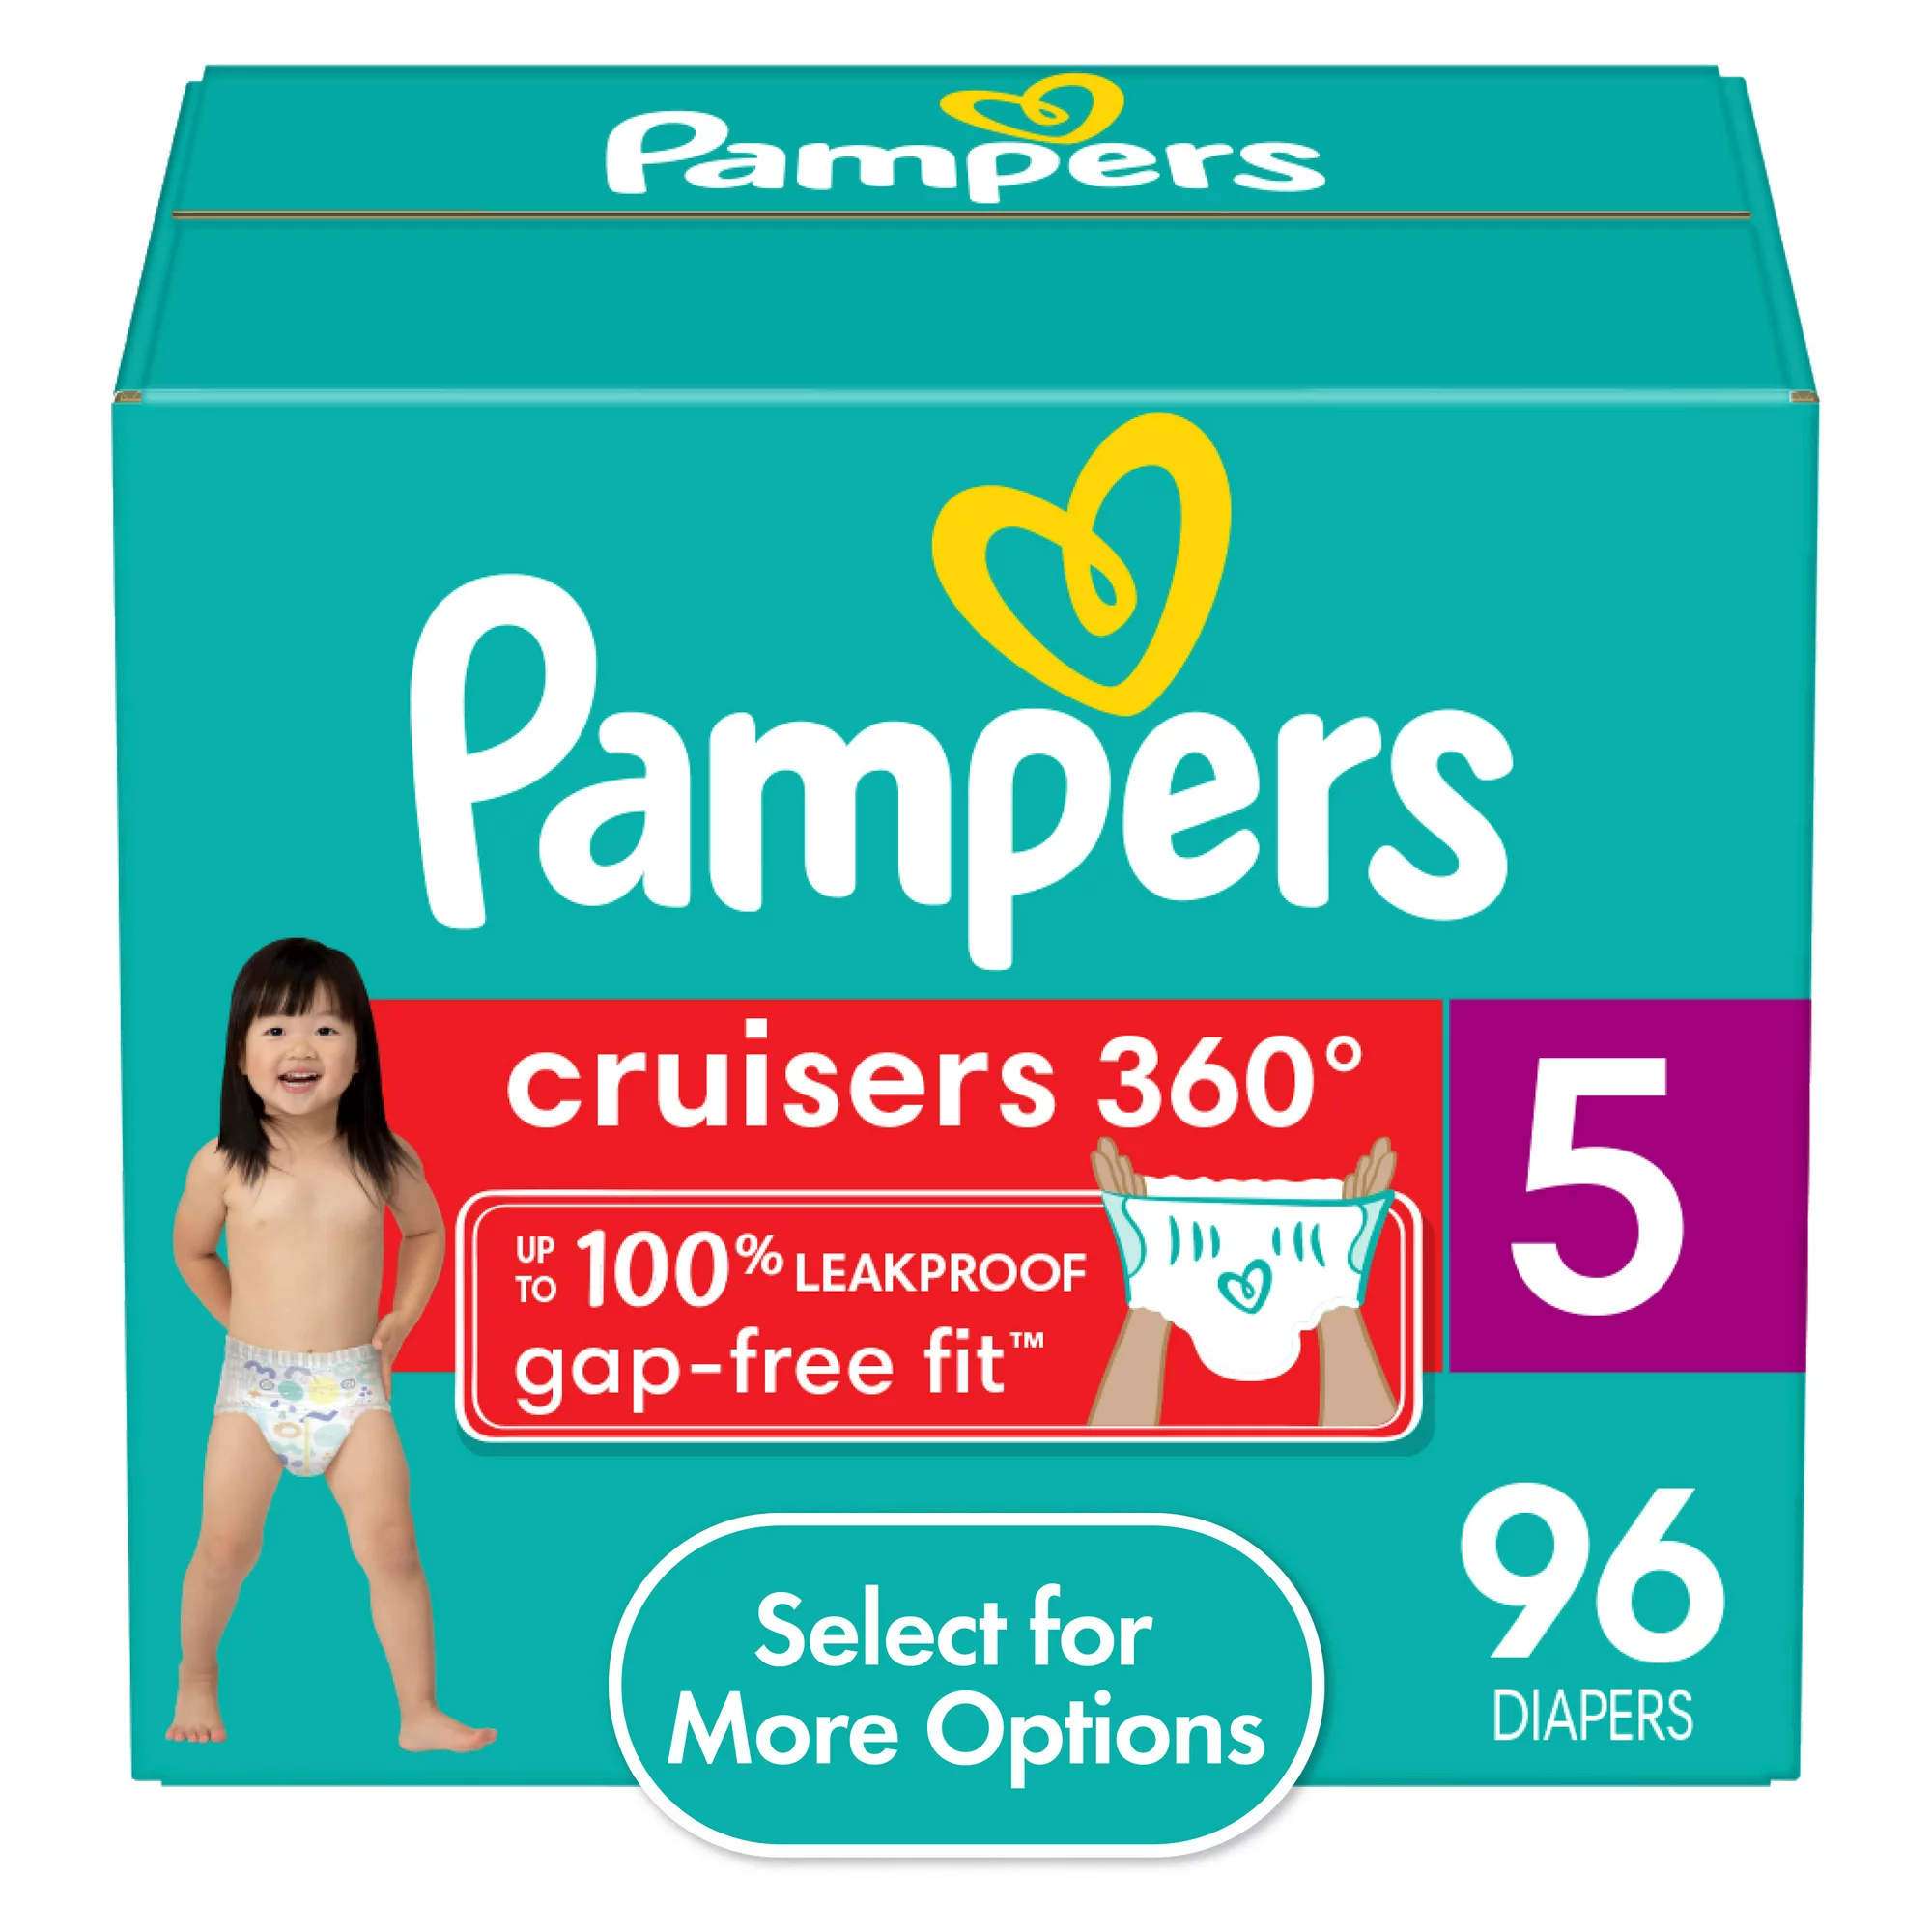 Pampers
Pampers
cruisers 360°
5
UP TO 100% LEAKPROOF
gap-free fit™
96
DIAPERS
Select for
More Options